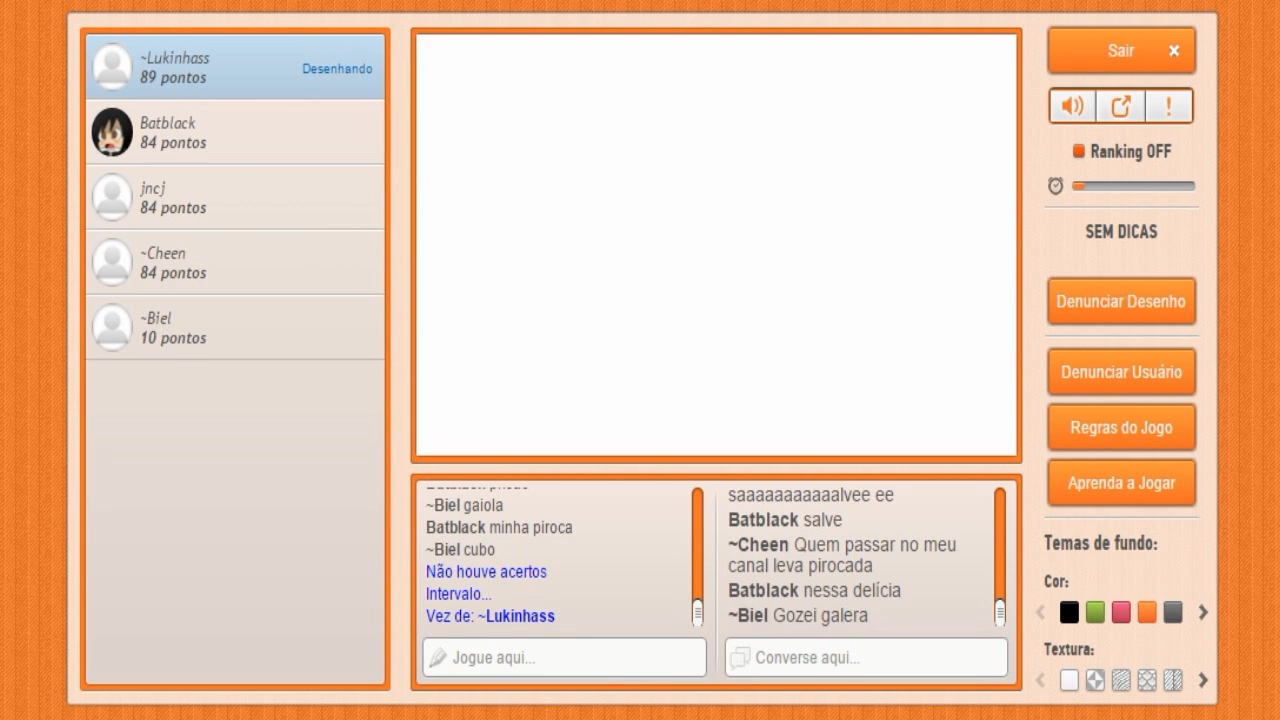 ~Lukinhass
89 pontos
Desenhando
Batblack
84 pontos
jncj
84 pontos
~Cheen
84 pontos
~Biel
10 pontos
~Biel gaiola
Batblack minha piroca
~Biel cubo
Não houve acertos
Intervalo...
Vez de: ~Lukinhass
Jogue aqui...
saaaaaaaaaaalvee ee
Batblack salve
~Cheen Quem passar no meu
canal leva pirocada
Batblack nessa delícia
~Biel Gozei galera
Converse aqui...
Sair
Ranking OFF
SEM DICAS
Denunciar Desenho
Denunciar Usuário
Regras do Jogo
Aprenda a Jogar
Temas de fundo:
Cor:
Textura: